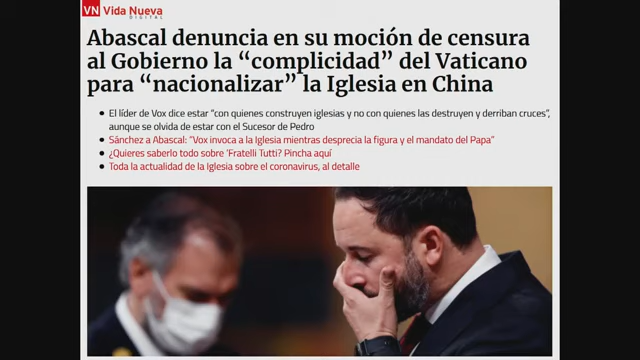 VN Vida Nueva
DIGITAL
Abascal denuncia en su moción de censura
al Gobierno la “complicidad” del Vaticano
para “nacionalizar” la Iglesia en China
• El líder de Vox dice estar “con quienes construyen iglesias y no con quienes las destruyen y derriban cruces”,
aunque se olvida de estar con el Sucesor de Pedro
• Sánchez a Abascal: “Vox invoca a la Iglesia mientras desprecia la figura y el mandato del Papa”
• ¿Quieres saberlo todo sobre ‘Fratelli Tutti? Pincha aquí
• Toda la actualidad de la Iglesia sobre el coronavirus, al detalle